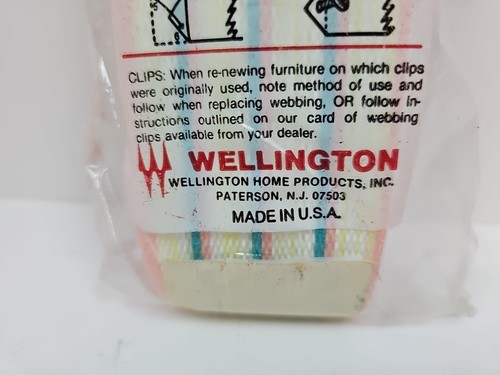 CLIPS: When re-newing furniture on which clips
were originally used, note method of use and
follow when replacing webbing, OR follow in-
structions outlined on our card of webbing
clips available from your dealer.
WELLINGTON
WELLINGTON HOME PRODUCTS, INC.
PATERSON, N.J. 07503
MADE IN U.S.A.